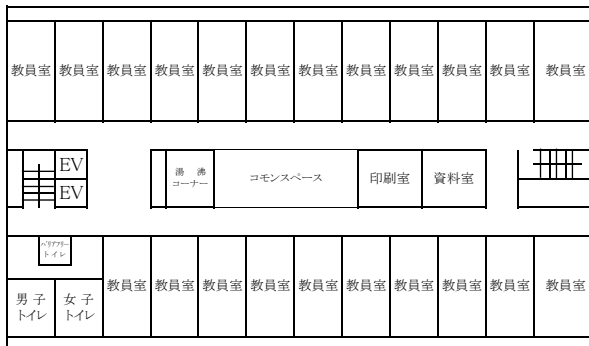 教員室 教員室 教員室 教員室 教員室 教員室 教員室 教員室 教員室 教員室 教員室 教員室
EV
EV
湯 沸
コーナー
コモンスペース
印刷室
資料室
バリアフリー
トイレ
男 子
トイレ
女 子
トイレ
教員室 教員室 教員室 教員室 教員室 教員室 教員室 教員室 教員室 教員室